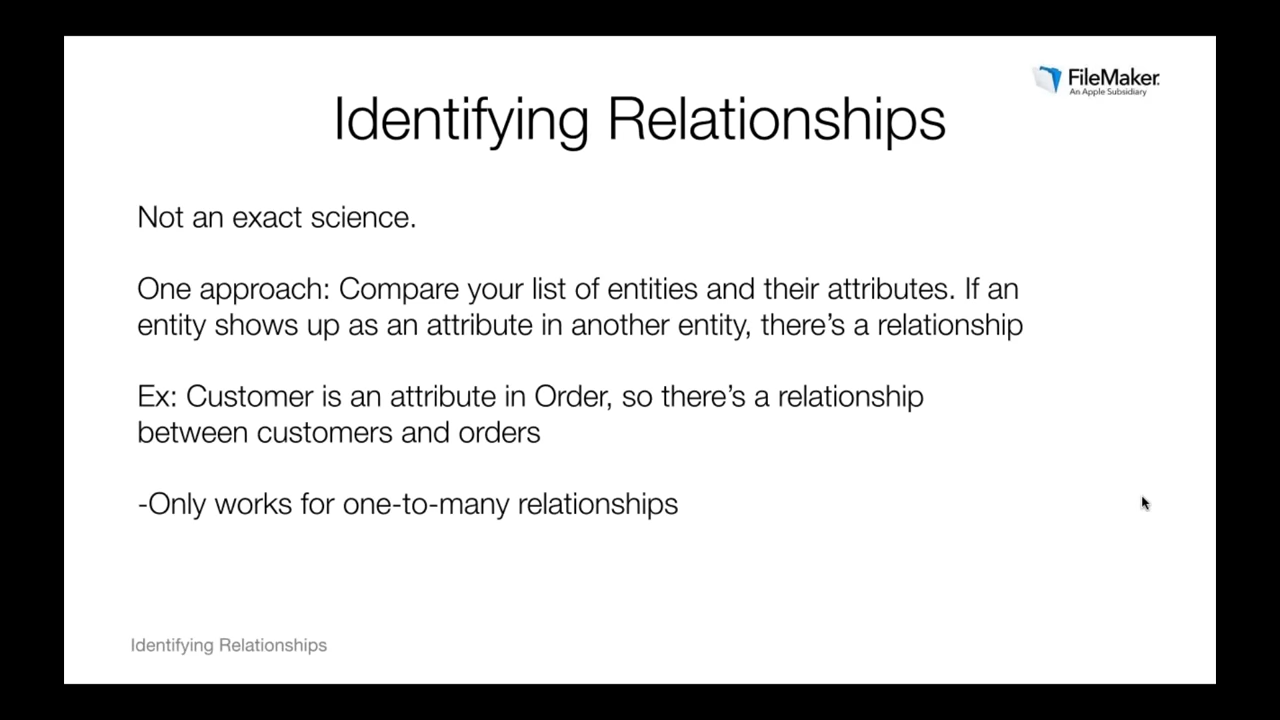 FileMaker.
An Apple Subsidiary
Identifying Relationships
Not an exact science.
One approach: Compare your list of entities and their attributes. If an
entity shows up as an attribute in another entity, there's a relationship
Ex: Customer is an attribute in Order, so there's a relationship
between customers and orders
-Only works for one-to-many relationships
Identifying Relationships